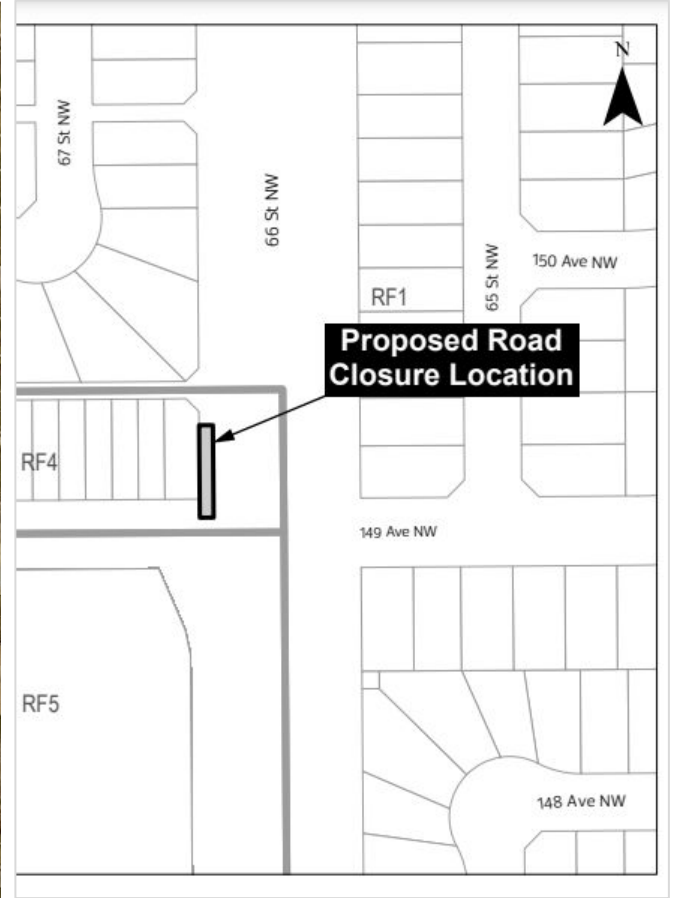 N
67 St NW
66 St NW
65 St NW
150 Ave NW
RF1
Proposed Road
Closure Location
RF4
149 Ave NW
RF5
148 Ave NW